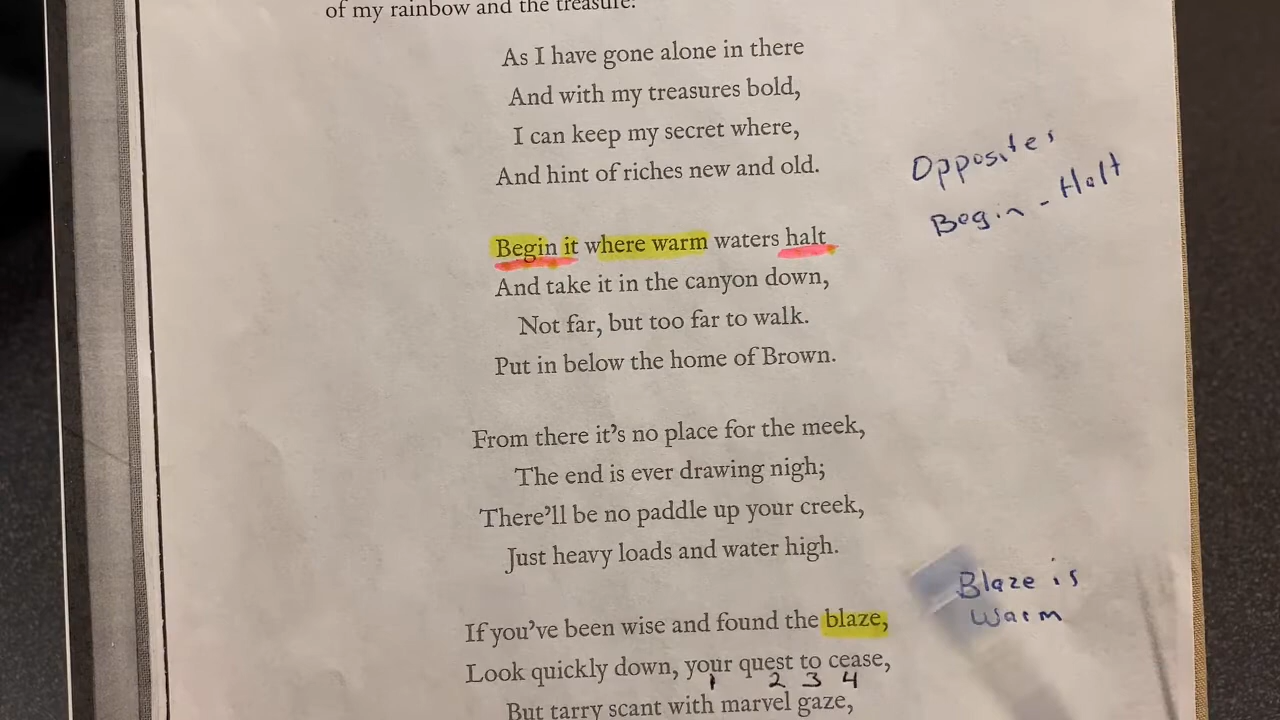 of my rainbow and the treasure:
As I have gone alone in there
And with my treasures bold,
I can keep my secret where,
And hint of riches new and old.
Opposites
Begin - Halt
Begin it where warm waters halt
And take it in the canyon down,
Not far, but too far to walk.
Put in below the home of Brown.
From there it's no place for the meek,
The end is ever drawing nigh;
There'll be no paddle up your creek,
Just heavy loads and water high.
Blaze is
Warm
If you've been wise and found the blaze,
Look quickly down, your quest to cease,
1 2 3 4
But tarry scant with marvel gaze,